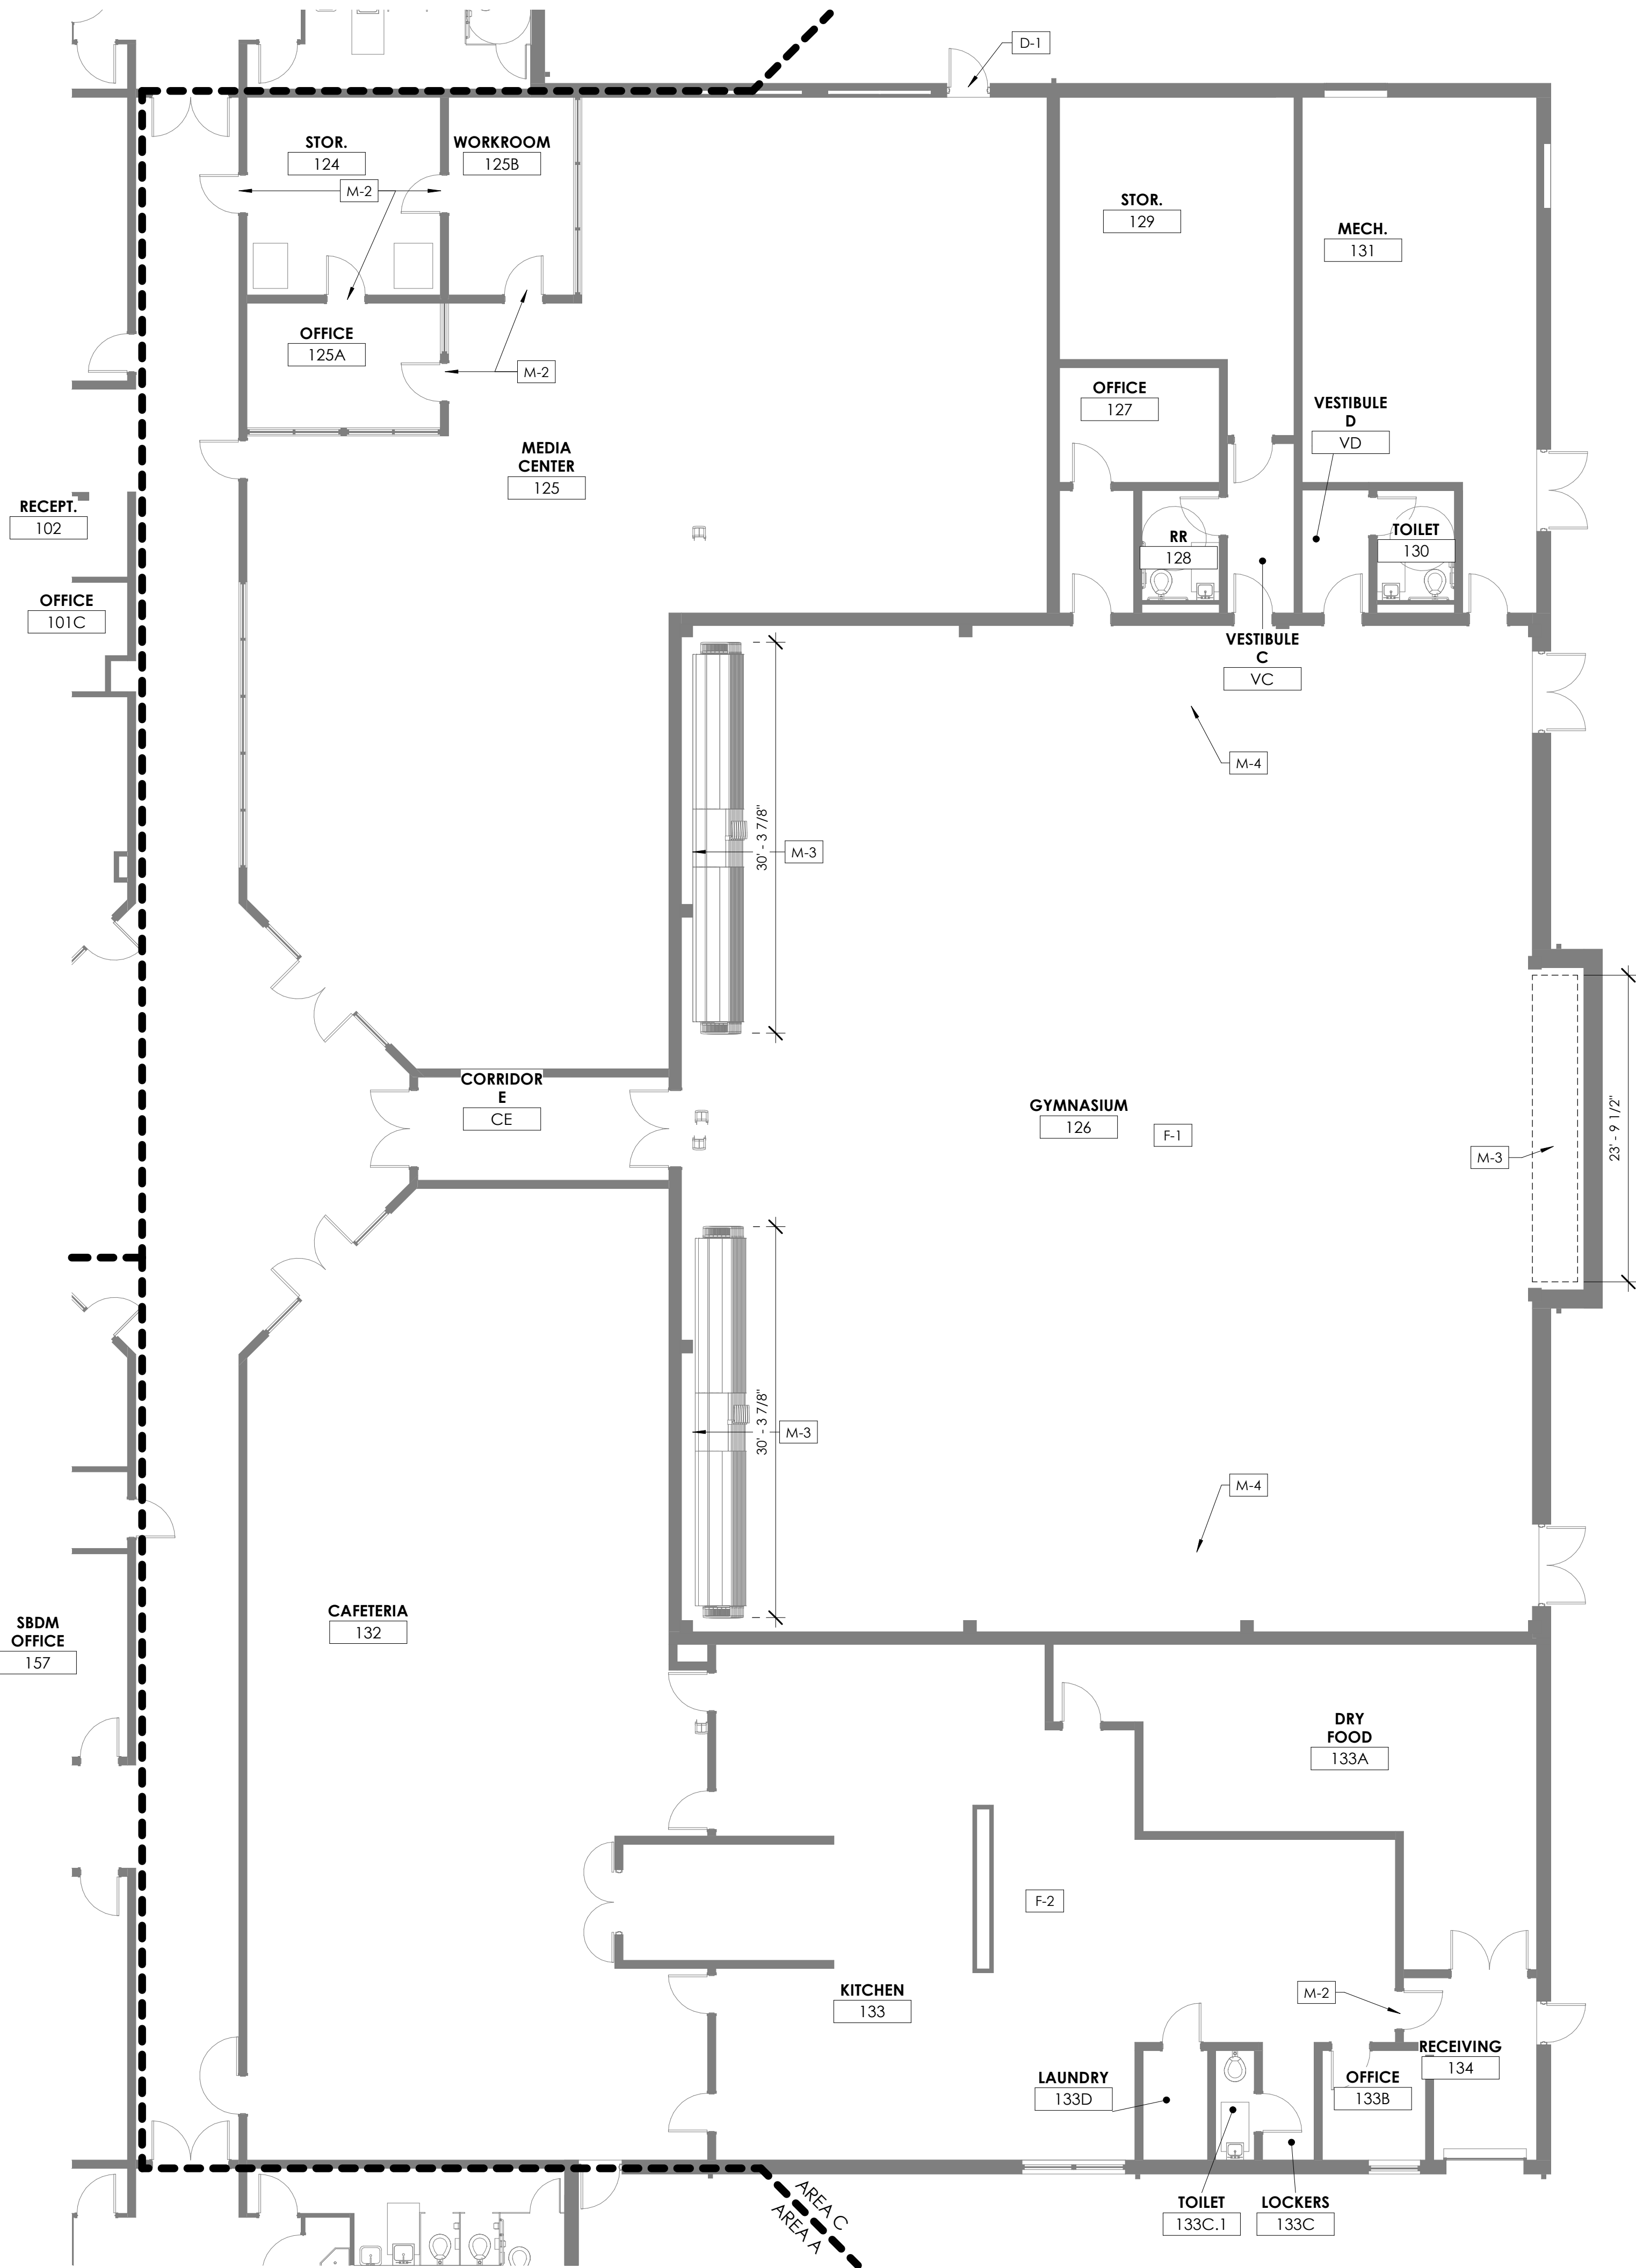 D-1
STOR.
124
WORKROOM
125B
M-2
STOR.
129
MECH.
131
OFFICE
125A
M-2
OFFICE
127
VESTIBULE
D
VD
MEDIA
CENTER
125
RECEPT.
102
RR
128
TOILET
130
OFFICE
101C
VESTIBULE
C
VC
M-4
30' - 3 7/8"
M-3
CORRIDOR
E
CE
GYMNASIUM
126
F-1
M-3
23' - 9 1/2"
30' - 3 7/8"
M-3
M-4
CAFETERIA
132
SBDM
OFFICE
157
DRY
FOOD
133A
F-2
KITCHEN
133
M-2
RECEIVING
134
LAUNDRY
133D
OFFICE
133B
TOILET
133C.1
LOCKERS
133C
AREA C
AREA A